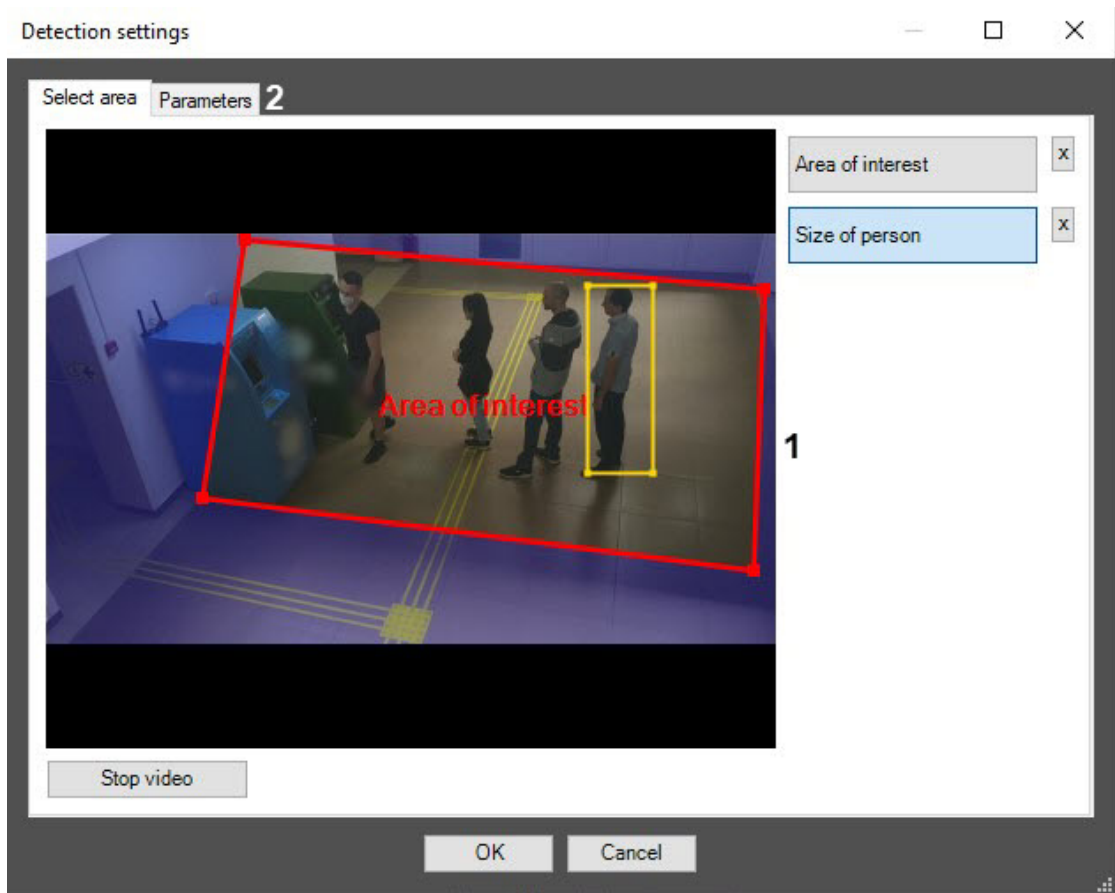 Detection settings
Select area
Parameters 2
Area of interest x
Size of person x
Area of interest
1
Stop video
OK
Cancel